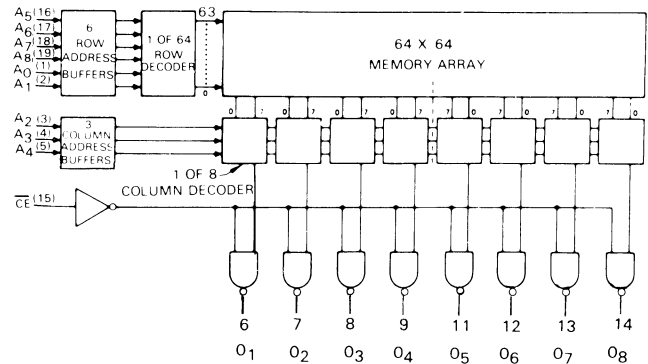 A5 (16)
A6 (17)
A7 (18)
A8 (19)
A0 (1)
A1 (2)
6
ROW
ADDRESS
BUFFERS
1 OF 64
ROW
DECODER
63
0
64 X 64
MEMORY ARRAY
0 7 0 7 0 7 0 7 7 0 7 0 7 0 7 0
A2 (3)
A3 (4)
A4 (5)
3
COLUMN
ADDRESS
BUFFERS
1 OF 8
COLUMN DECODER
CE (15)
6 7 8 9 11 12 13 14
O1 O2 O3 O4 O5 O6 O7 O8